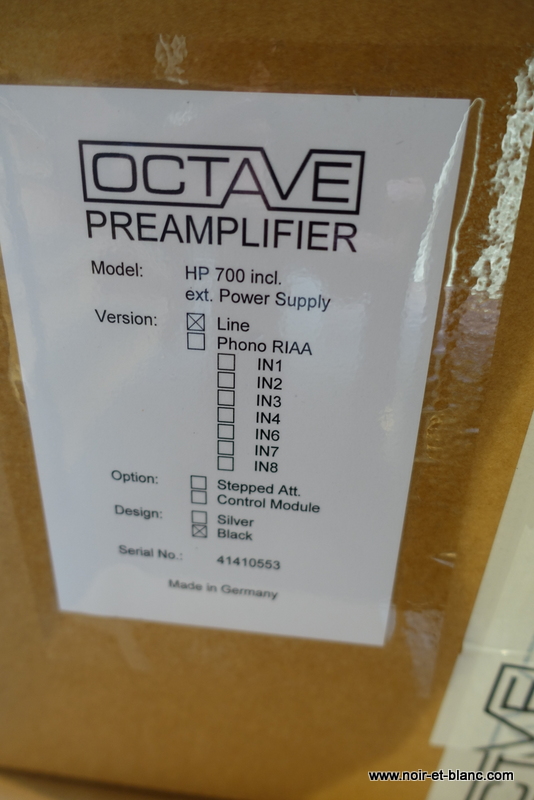 OCTAVE
PREAMPLIFIER
Model: HP 700 incl.
ext. Power Supply
Version: ☒ Line
☐ Phono RIAA
☐ IN1
☐ IN2
☐ IN3
☐ IN4
☐ IN6
☐ IN7
☐ IN8
Option: ☐ Stepped Att.
☐ Control Module
Design: ☐ Silver
☒ Black
Serial No.: 41410553
Made in Germany
www.noir-et-blanc.com